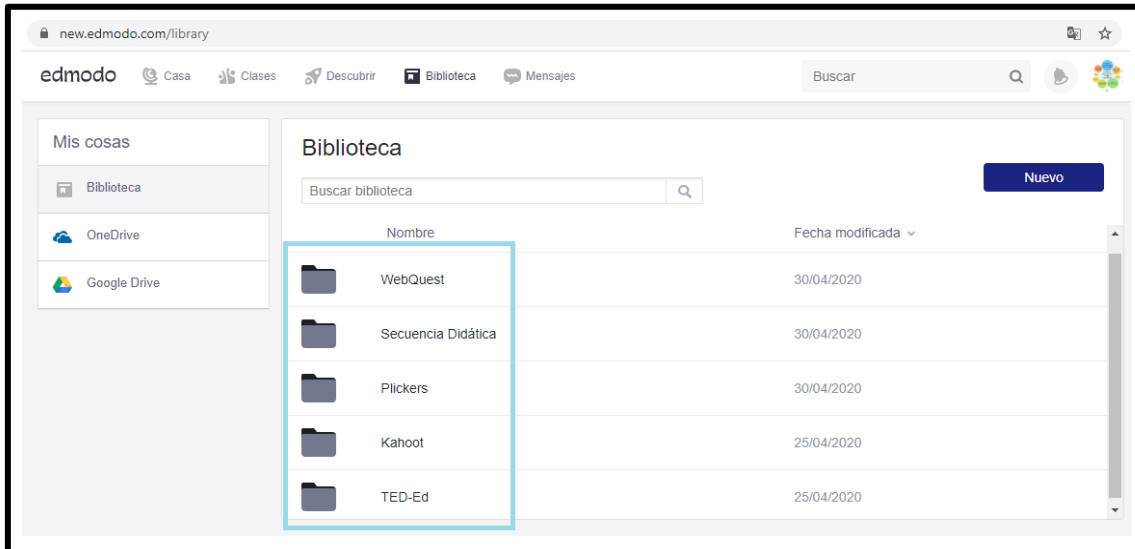 new.edmodo.com/library
edmodo Casa Clases Descubrir Biblioteca Mensajes Buscar
Mis cosas
Biblioteca
OneDrive
Google Drive
Biblioteca
Buscar biblioteca
Nuevo
Nombre Fecha modificada
WebQuest 30/04/2020
Secuencia Didática 30/04/2020
Plickers 30/04/2020
Kahoot 25/04/2020
TED-Ed 25/04/2020